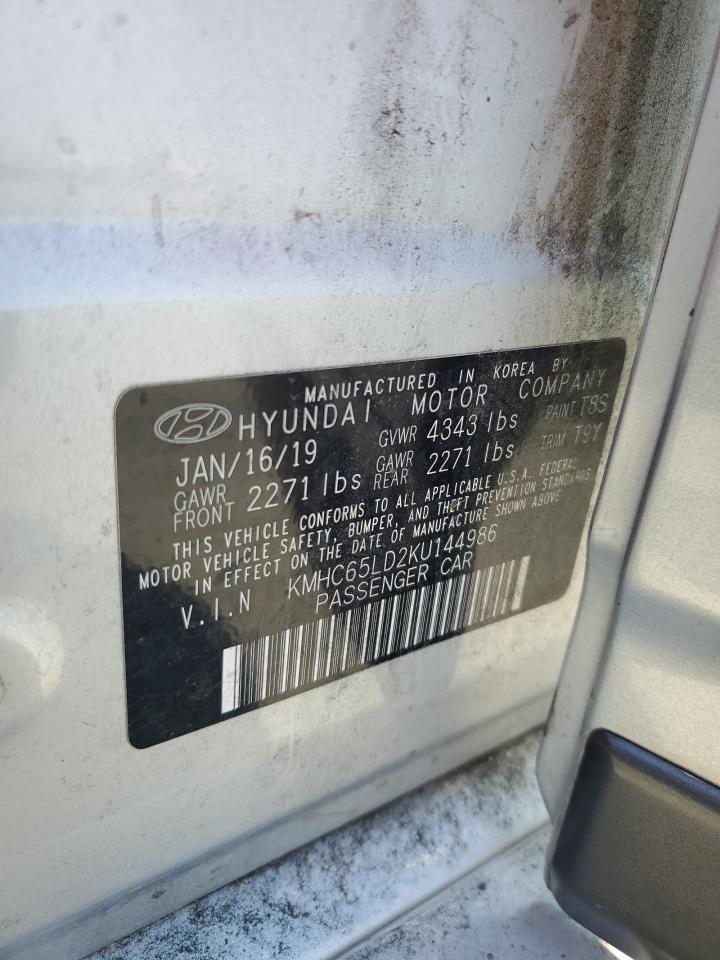 MANUFACTURED IN KOREA BY
HYUNDAI MOTOR COMPANY
JAN/16/19 GVWR 4343 lbs PAINT T8S
GAWR FRONT 2271 lbs GAWR REAR 2271 lbs TRIM T9Y
THIS VEHICLE CONFORMS TO ALL APPLICABLE U.S.A. FEDERAL
MOTOR VEHICLE SAFETY, BUMPER, AND THEFT PREVENTION STANDARDS
IN EFFECT ON THE DATE OF MANUFACTURE SHOWN ABOVE
V.I.N KMHC65LD2KU144986
PASSENGER CAR